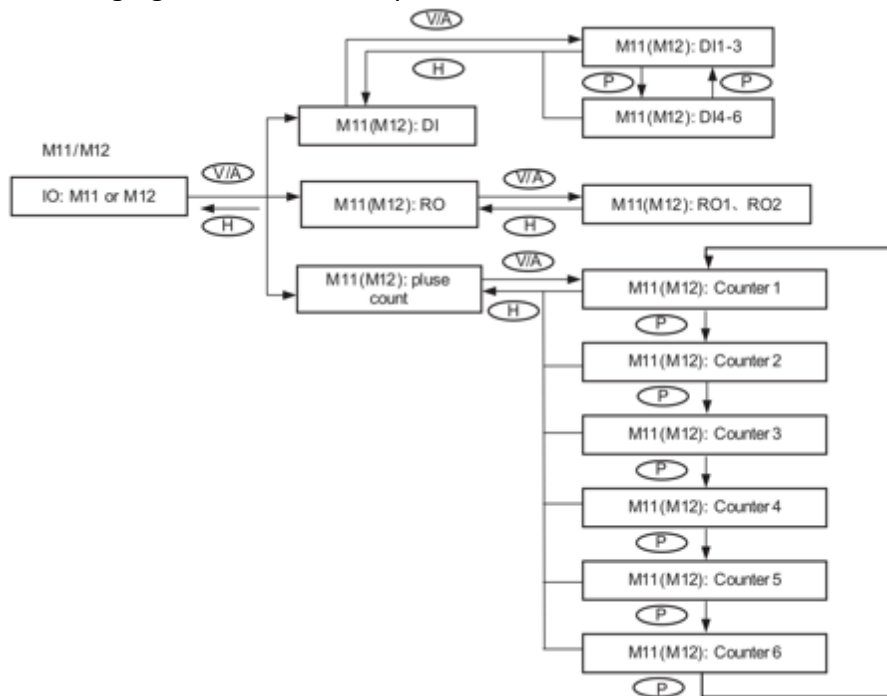 V/A
M11(M12): DI1-3
H
P
P
M11(M12): DI4-6
M11(M12): DI
M11/M12
V/A
V/A
IO: M11 or M12
M11(M12): RO
M11(M12): RO1、RO2
H
H
V/A
M11(M12): pluse
count
M11(M12): Counter 1
H
P
M11(M12): Counter 2
P
M11(M12): Counter 3
P
M11(M12): Counter 4
P
M11(M12): Counter 5
P
M11(M12): Counter 6
P